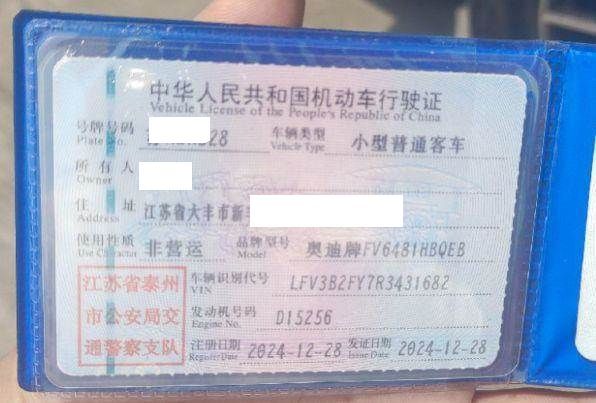 中华人民共和国机动车行驶证
Vehicle License of the People's Republic of China
号牌号码 28 车辆类型 小型普通客车
Plate No. Vehicle Type
所有人
Owner
住址 江苏省大丰市新
Address
使用性质 非营运 品牌型号 奥迪牌FV6481HBQEB
Use Character Model
江苏省泰州 车辆识别代号 LFV3B2FY7R3431682
VIN
市公安局交 发动机号码 D15256
Engine No.
通警察支队 注册日期 2024-12-28 发证日期 2024-12-28
Register Date Issue Date